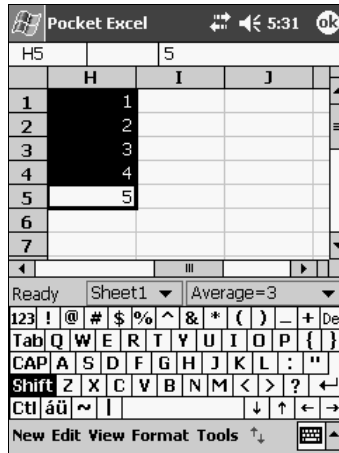 Pocket Excel 5:31 ok
H5 5
H I J
1 1
2 2
3 3
4 4
5 5
6
7
Ready Sheet1 Average=3
123 ! @ # $ % ^ & * ( ) _ + De
Tab Q W E R T Y U I O P { }
CAP A S D F G H J K L : "
Shift Z X C V B N M < > ? ↵
Ctl áü ~ | ↓ ↑ ← →
New Edit View Format Tools